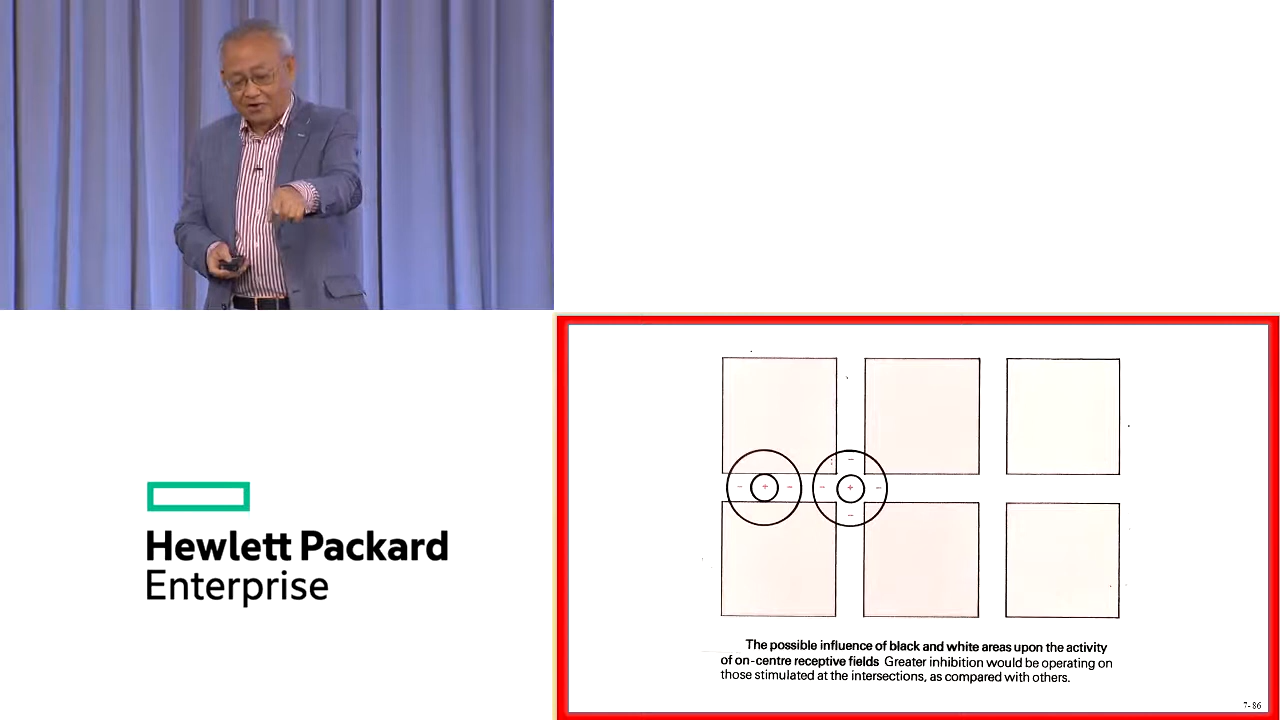 Hewlett Packard
Enterprise
The possible influence of black and white areas upon the activity
of on-centre receptive fields Greater inhibition would be operating on
those stimulated at the intersections, as compared with others.
7-86